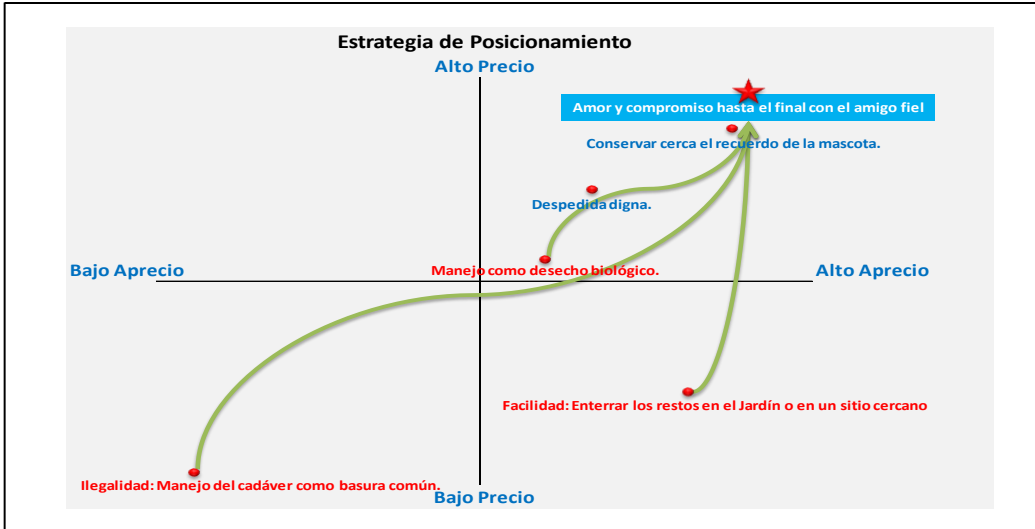 Estrategia de Posicionamiento
Alto Precio
Amor y compromiso hasta el final con el amigo fiel
Conservar cerca el recuerdo de la mascota.
Despedida digna.
Bajo Aprecio
Manejo como desecho biológico.
Alto Aprecio
Facilidad: Enterrar los restos en el Jardín o en un sitio cercano
Ilegalidad: Manejo del cadáver como basura común.
Bajo Precio